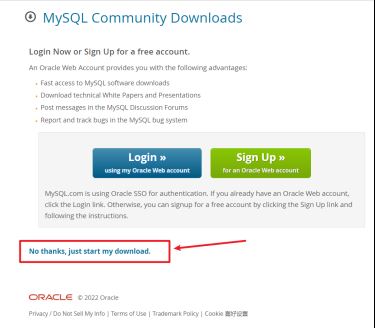 MySQL Community Downloads
Login Now or Sign Up for a free account.
An Oracle Web Account provides you with the following advantages:
Fast access to MySQL software downloads
Download technical White Papers and Presentations
Post messages in the MySQL Discussion Forums
Report and track bugs in the MySQL bug system
Login »
using my Oracle Web account
Sign Up »
for an Oracle Web account
MySQL.com is using Oracle SSO for authentication. If you already have an Oracle Web account,
click the Login link. Otherwise, you can signup for a free account by clicking the Sign Up link and
following the instructions.
No thanks, just start my download.
ORACLE © 2022 Oracle
Privacy / Do Not Sell My Info | Terms of Use | Trademark Policy | Cookie 喜好设置